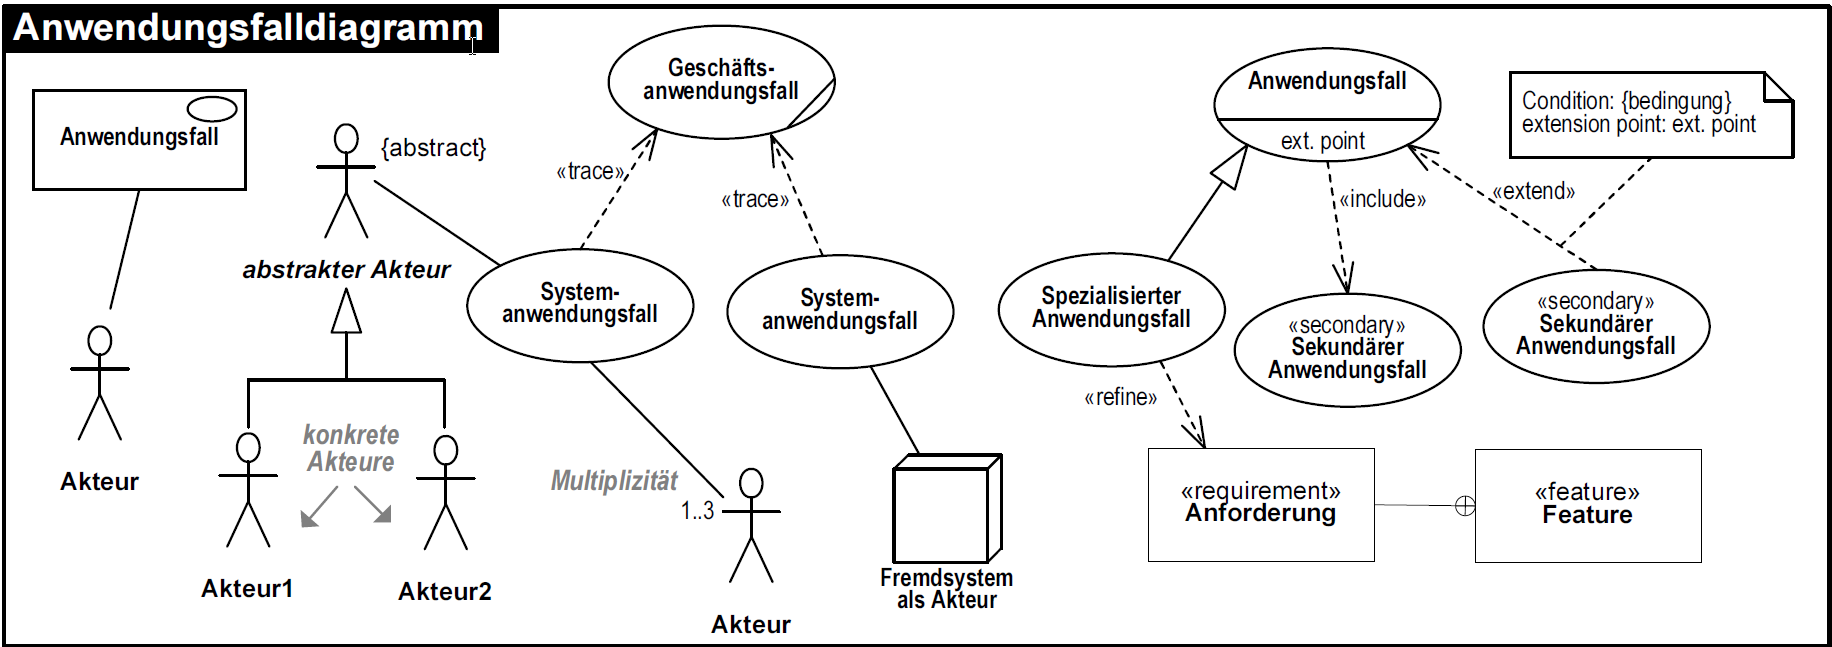 Anwendungsfalldiagramm
Anwendungsfall
Akteur
{abstract}
abstrakter Akteur
konkrete
Akteure
Akteur1
Akteur2
Geschäfts-
anwendungsfall
«trace»
«trace»
System-
anwendungsfall
System-
anwendungsfall
Multiplizität
1..3
Akteur
Fremdsystem
als Akteur
Anwendungsfall
ext. point
Condition: {bedingung}
extension point: ext. point
«include»
«extend»
Spezialisierter
Anwendungsfall
«secondary»
Sekundärer
Anwendungsfall
«secondary»
Sekundärer
Anwendungsfall
«refine»
«requirement»
Anforderung
«feature»
Feature